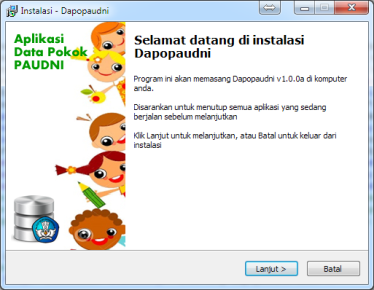 Instalasi - Dapopaudni
Aplikasi
Data Pokok
PAUDNI
Selamat datang di instalasi
Dapopaudni
Program ini akan memasang Dapopaudni v1.0.0a di komputer
anda.
Disarankan untuk menutup semua aplikasi yang sedang
berjalan sebelum melanjutkan
Klik Lanjut untuk melanjutkan, atau Batal untuk keluar dari
instalasi
Lanjut >
Batal